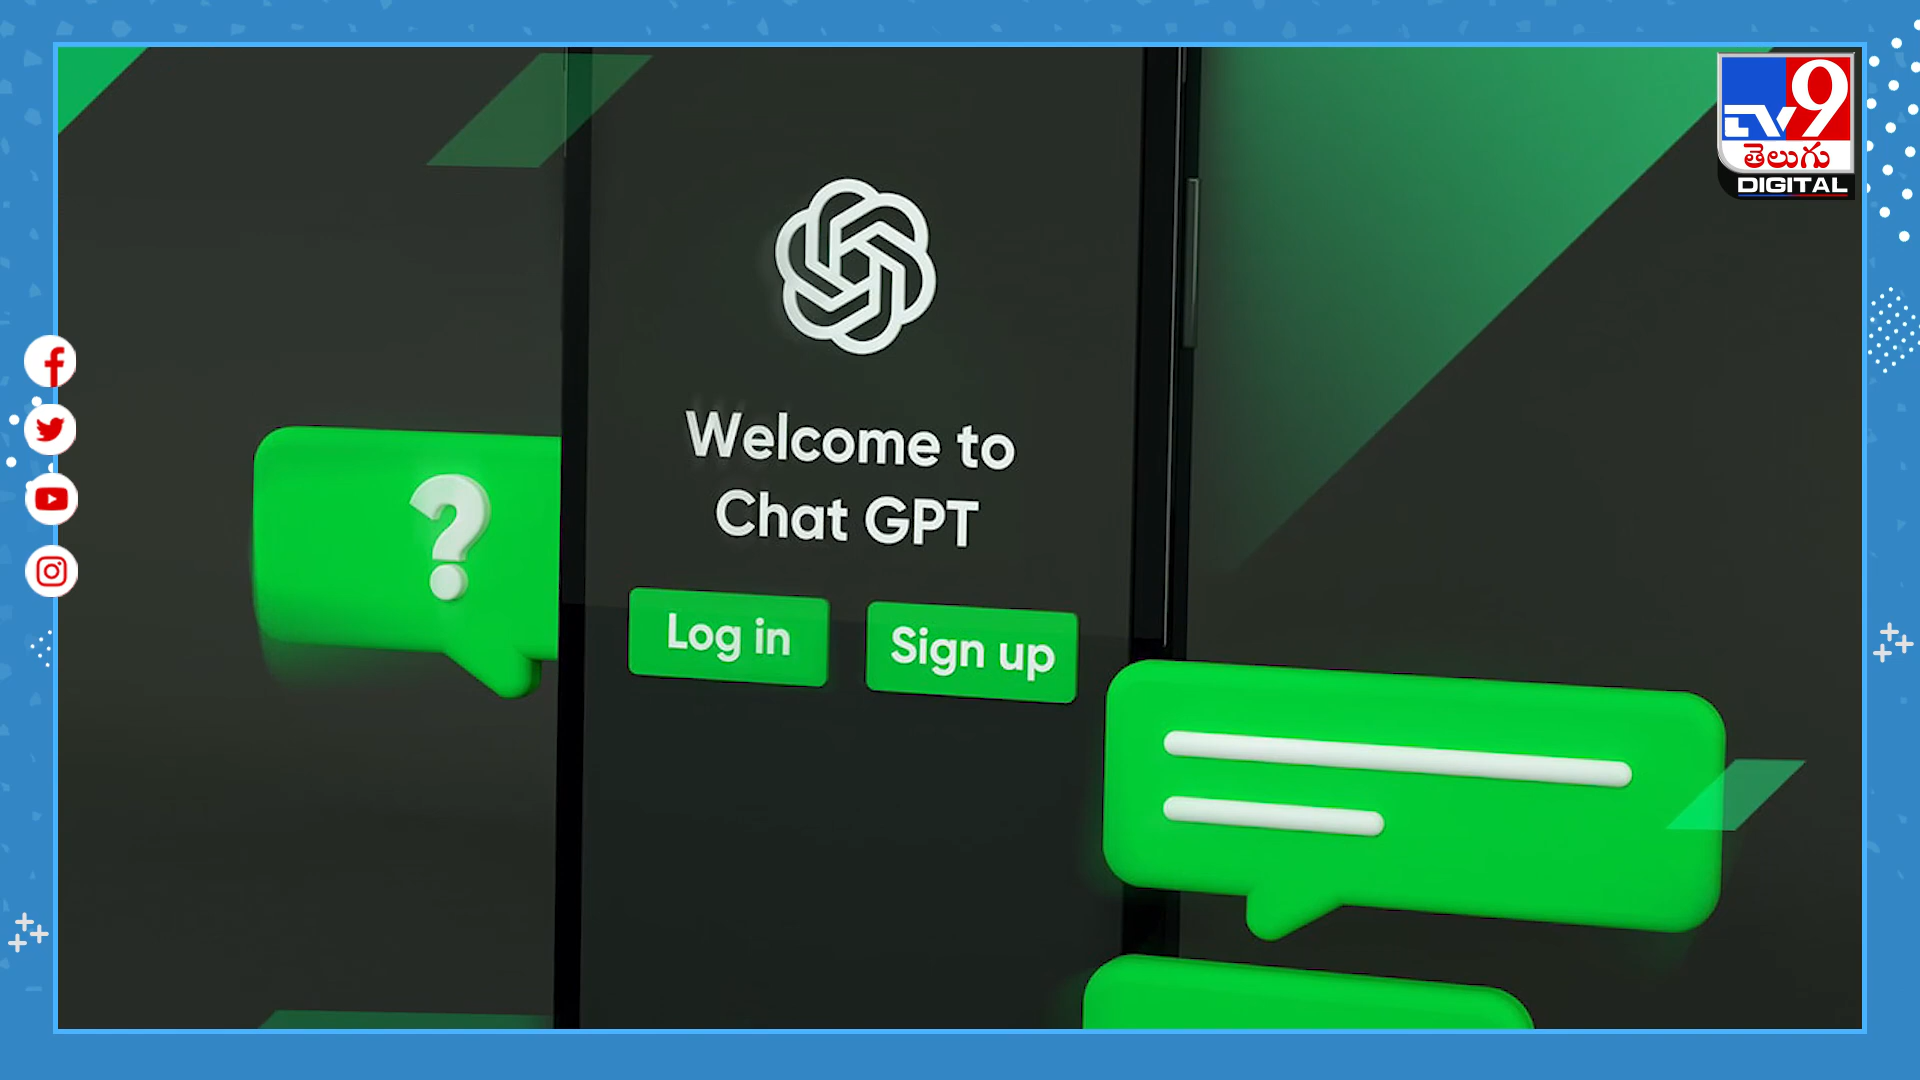 TV9
తెలుగు
DIGITAL
Welcome to
Chat GPT
Log in
Sign up
?